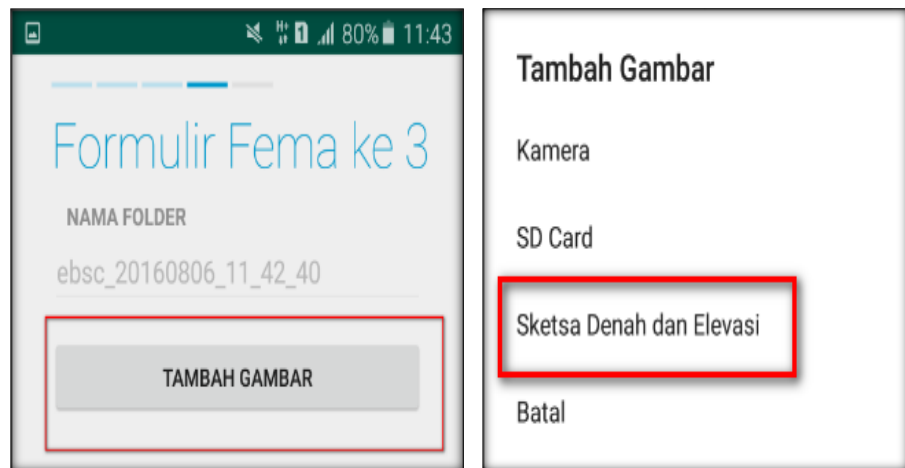 H+ 1 80% 11:43
Formulir Fema ke 3
NAMA FOLDER
ebsc_20160806_11_42_40
TAMBAH GAMBAR
Tambah Gambar
Kamera
SD Card
Sketsa Denah dan Elevasi
Batal